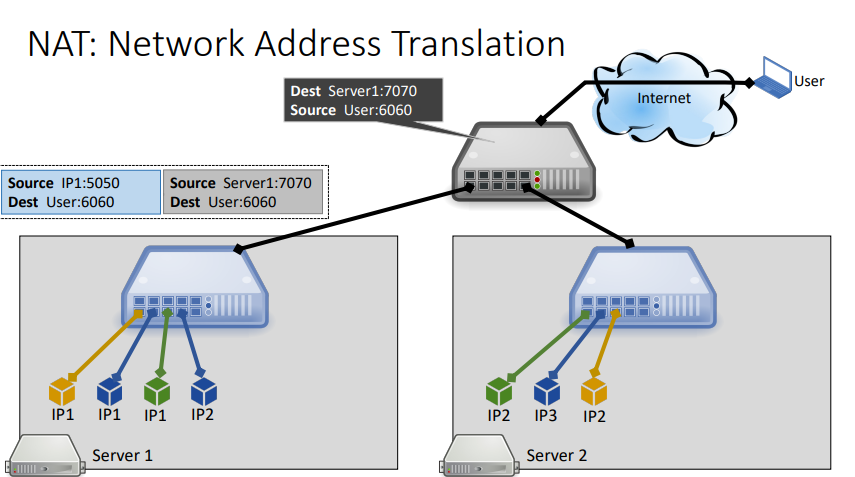 NAT: Network Address Translation
Dest Server1:7070
Source User:6060
User
Internet
Source IP1:5050
Dest User:6060
Source Server1:7070
Dest User:6060
IP1 IP1 IP1 IP2
IP2 IP3 IP2
Server 1
Server 2